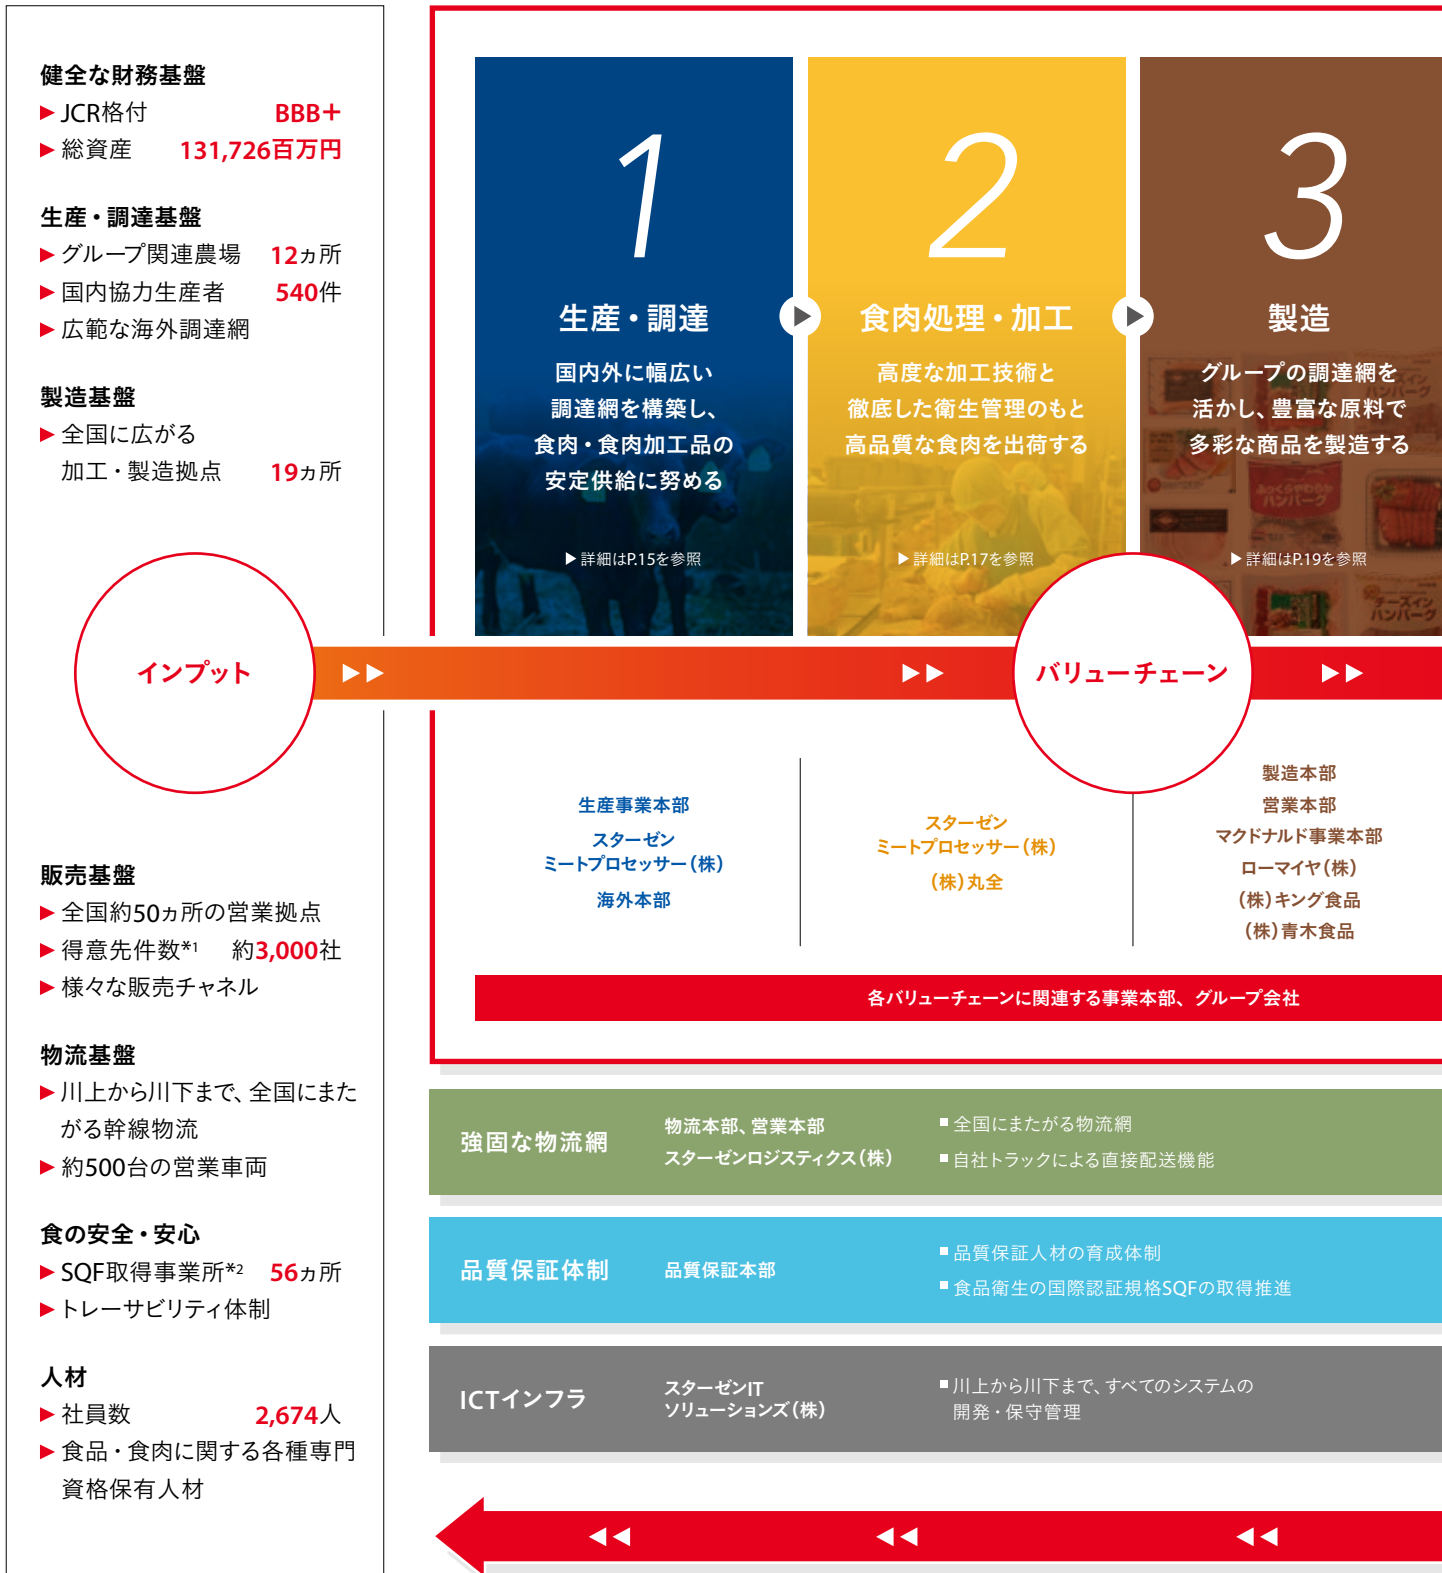 健全な財務基盤
▶ JCR格付 BBB＋
▶ 総資産 131,726百万円
生産・調達基盤
▶ グループ関連農場 12ヵ所
▶ 国内協力生産者 540件
▶ 広範な海外調達網
製造基盤
▶ 全国に広がる
加工・製造拠点 19ヵ所
インプット
販売基盤
▶ 全国約50ヵ所の営業拠点
▶ 得意先件数*1 約3,000社
▶ 様々な販売チャネル
物流基盤
▶ 川上から川下まで、全国にまた
がる幹線物流
▶ 約500台の営業車両
食の安全・安心
▶ SQF取得事業所*2 56ヵ所
▶ トレーサビリティ体制
人材
▶ 社員数 2,674人
▶ 食品・食肉に関する各種専門
資格保有人材
1
生産・調達
国内外に幅広い
調達網を構築し、
食肉・食肉加工品の
安定供給に努める
▶ 詳細はP.15を参照
2
食肉処理・加工
高度な加工技術と
徹底した衛生管理のもと
高品質な食肉を出荷する
▶ 詳細はP.17を参照
3
製造
グループの調達網を
活かし、豊富な原料で
多彩な商品を製造する
ふっくらやわらか
ハンバーグ
▶ 詳細はP.19を参照
チーズイン
ハンバーグ
バリューチェーン
生産事業本部
スターゼン
ミートプロセッサー（株）
海外本部
スターゼン
ミートプロセッサー（株）
（株）丸全
製造本部
営業本部
マクドナルド事業本部
ローマイヤ（株）
（株）キング食品
（株）青木食品
各バリューチェーンに関連する事業本部、グループ会社
強固な物流網
物流本部、営業本部
スターゼンロジスティクス（株）
■ 全国にまたがる物流網
■ 自社トラックによる直接配送機能
品質保証体制
品質保証本部
■ 品質保証人材の育成体制
■ 食品衛生の国際認証規格SQFの取得推進
ICTインフラ
スターゼンIT
ソリューションズ（株）
■ 川上から川下まで、すべてのシステムの
開発・保守管理